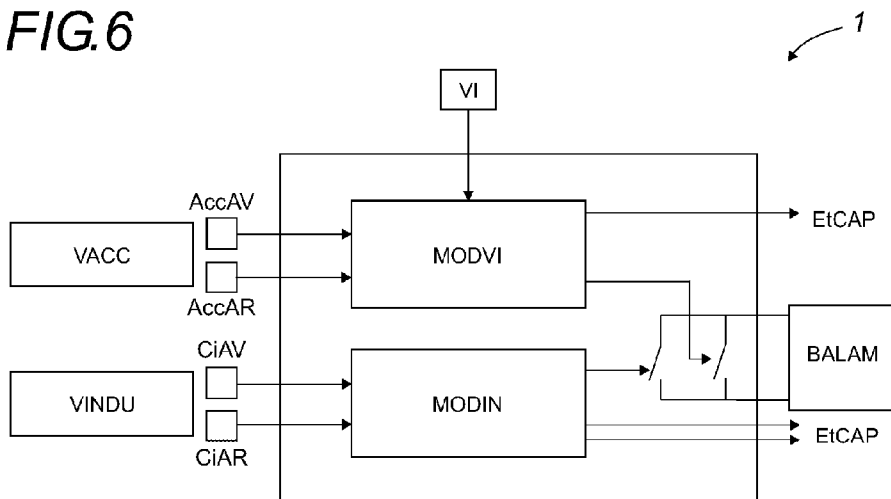 FIG.6
1
VI
AccAV
VACC
MODVI
EtCAP
AccAR
BALAM
CiAV
VINDU
MODIN
EtCAP
CiAR